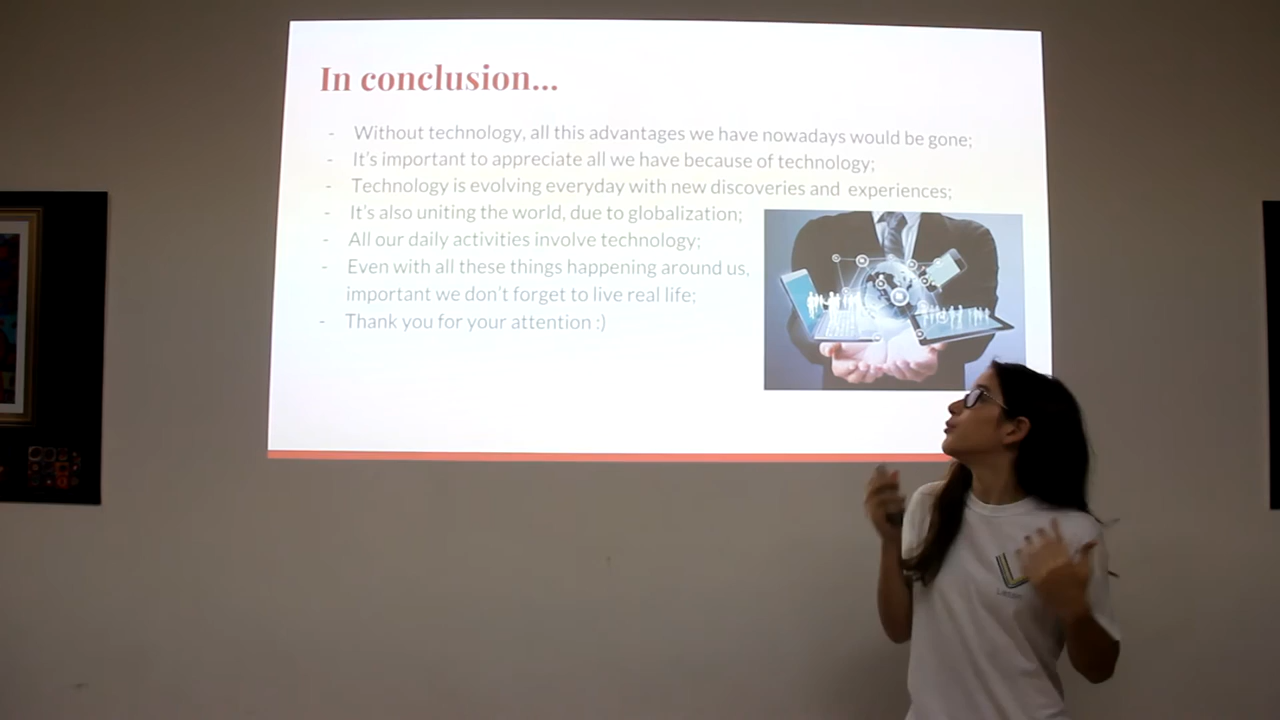 In conclusion...
- Without technology, all this advantages we have nowadays would be gone;
- It's important to appreciate all we have because of technology;
- Technology is evolving everyday with new discoveries and experiences;
- It's also uniting the world, due to globalization;
- All our daily activities involve technology;
- Even with all these things happening around us,
important we don't forget to live real life;
- Thank you for your attention :)